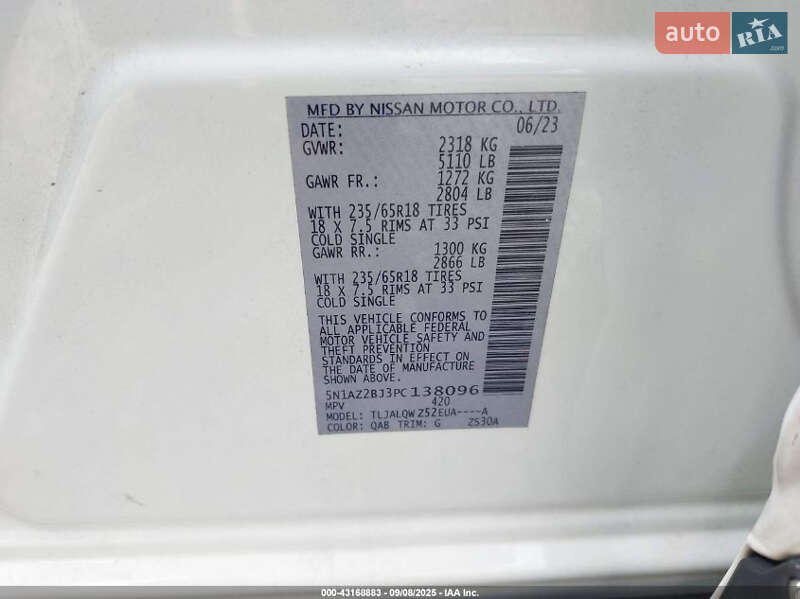 auto RIA .com
MFD BY NISSAN MOTOR CO., LTD.
DATE: 06/23
GVWR: 2318 KG
5110 LB
GAWR FR.: 1272 KG
2804 LB
WITH 235/65R18 TIRES
18 X 7.5 RIMS AT 33 PSI
COLD SINGLE
GAWR RR.: 1300 KG
2866 LB
WITH 235/65R18 TIRES
18 X 7.5 RIMS AT 33 PSI
COLD SINGLE
THIS VEHICLE CONFORMS TO
ALL APPLICABLE FEDERAL
MOTOR VEHICLE SAFETY AND
THEFT PREVENTION
STANDARDS IN EFFECT ON
THE DATE OF MANUFACTURE
SHOWN ABOVE.
5N1AZ2BJ3PC138096
MPV 420
MODEL: TLJALQWZ52EUA----A
COLOR: QAB TRIM: G ZS30A
000-43168883 - 09/08/2025 - IAA Inc.